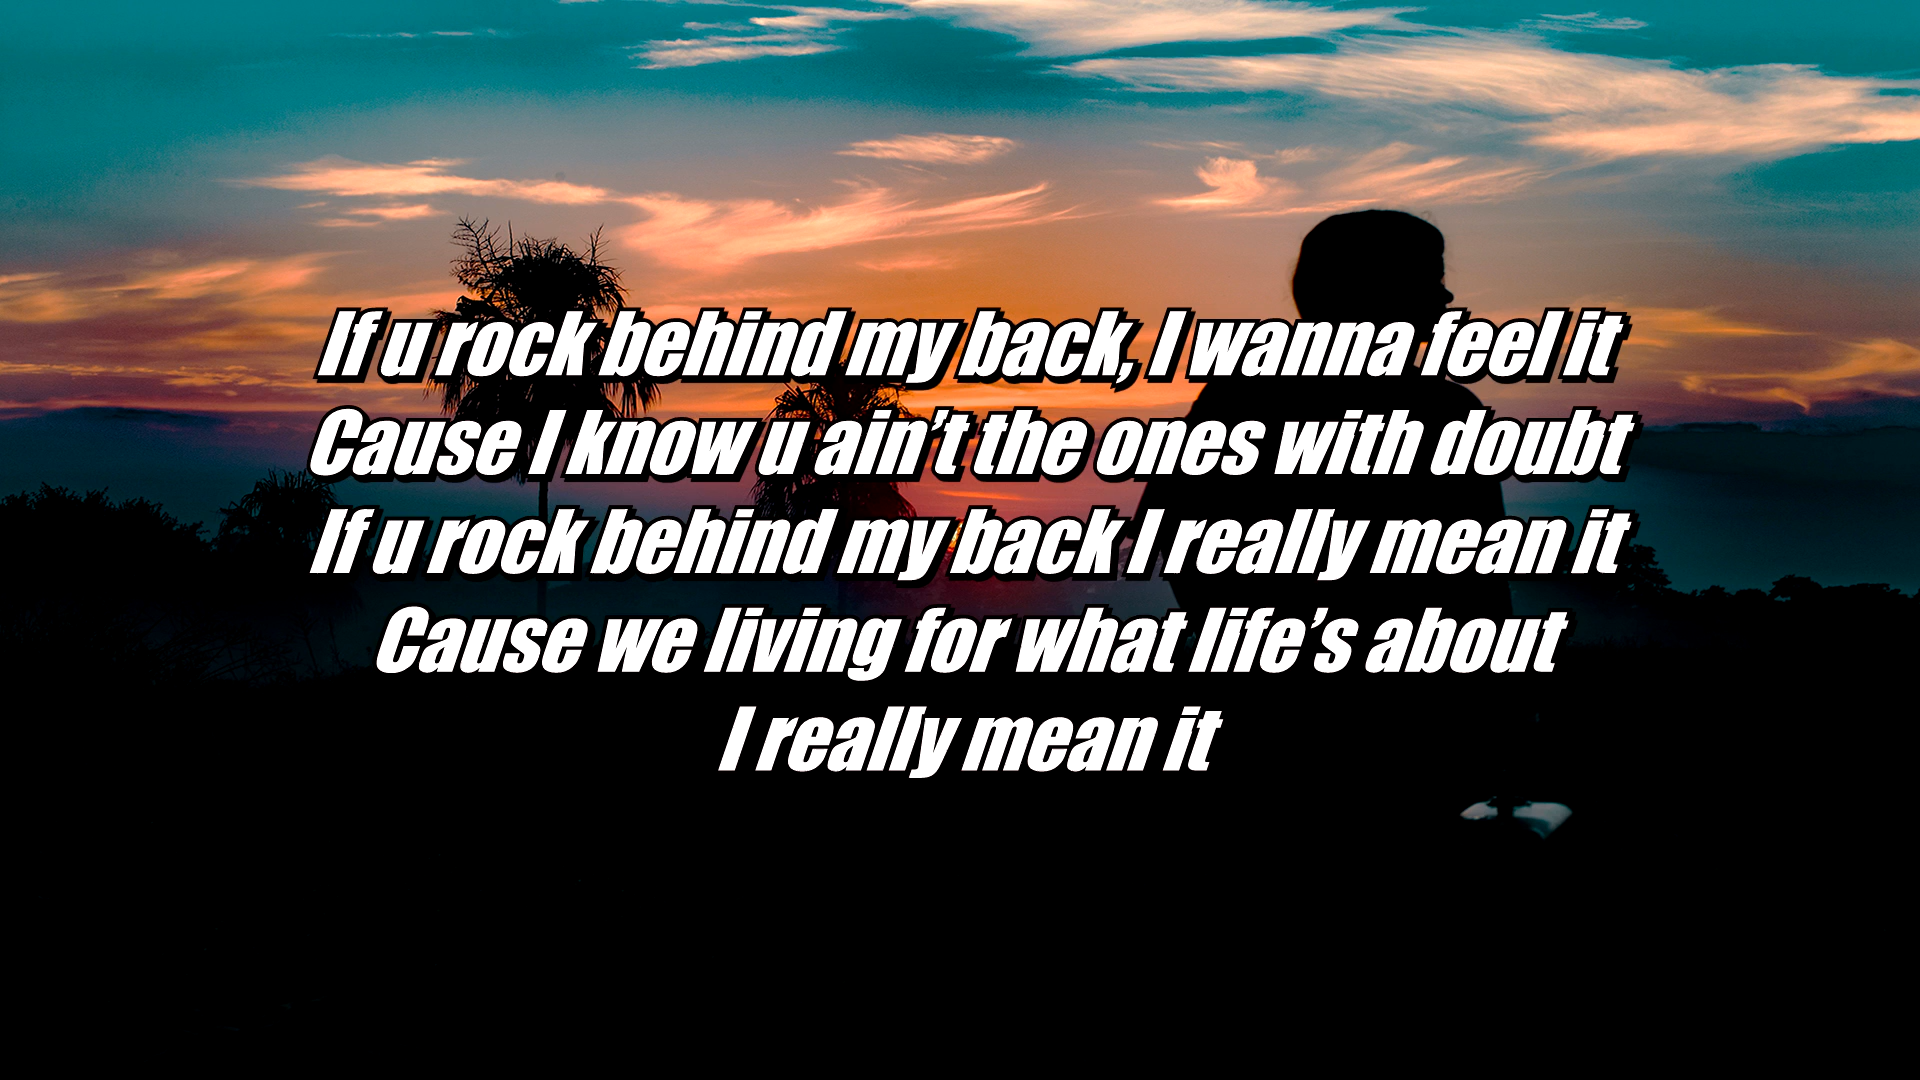 If u rock behind my back, I wanna feel it
Cause I know u ain’t the ones with doubt
If u rock behind my back I really mean it
Cause we living for what life’s about
I really mean it